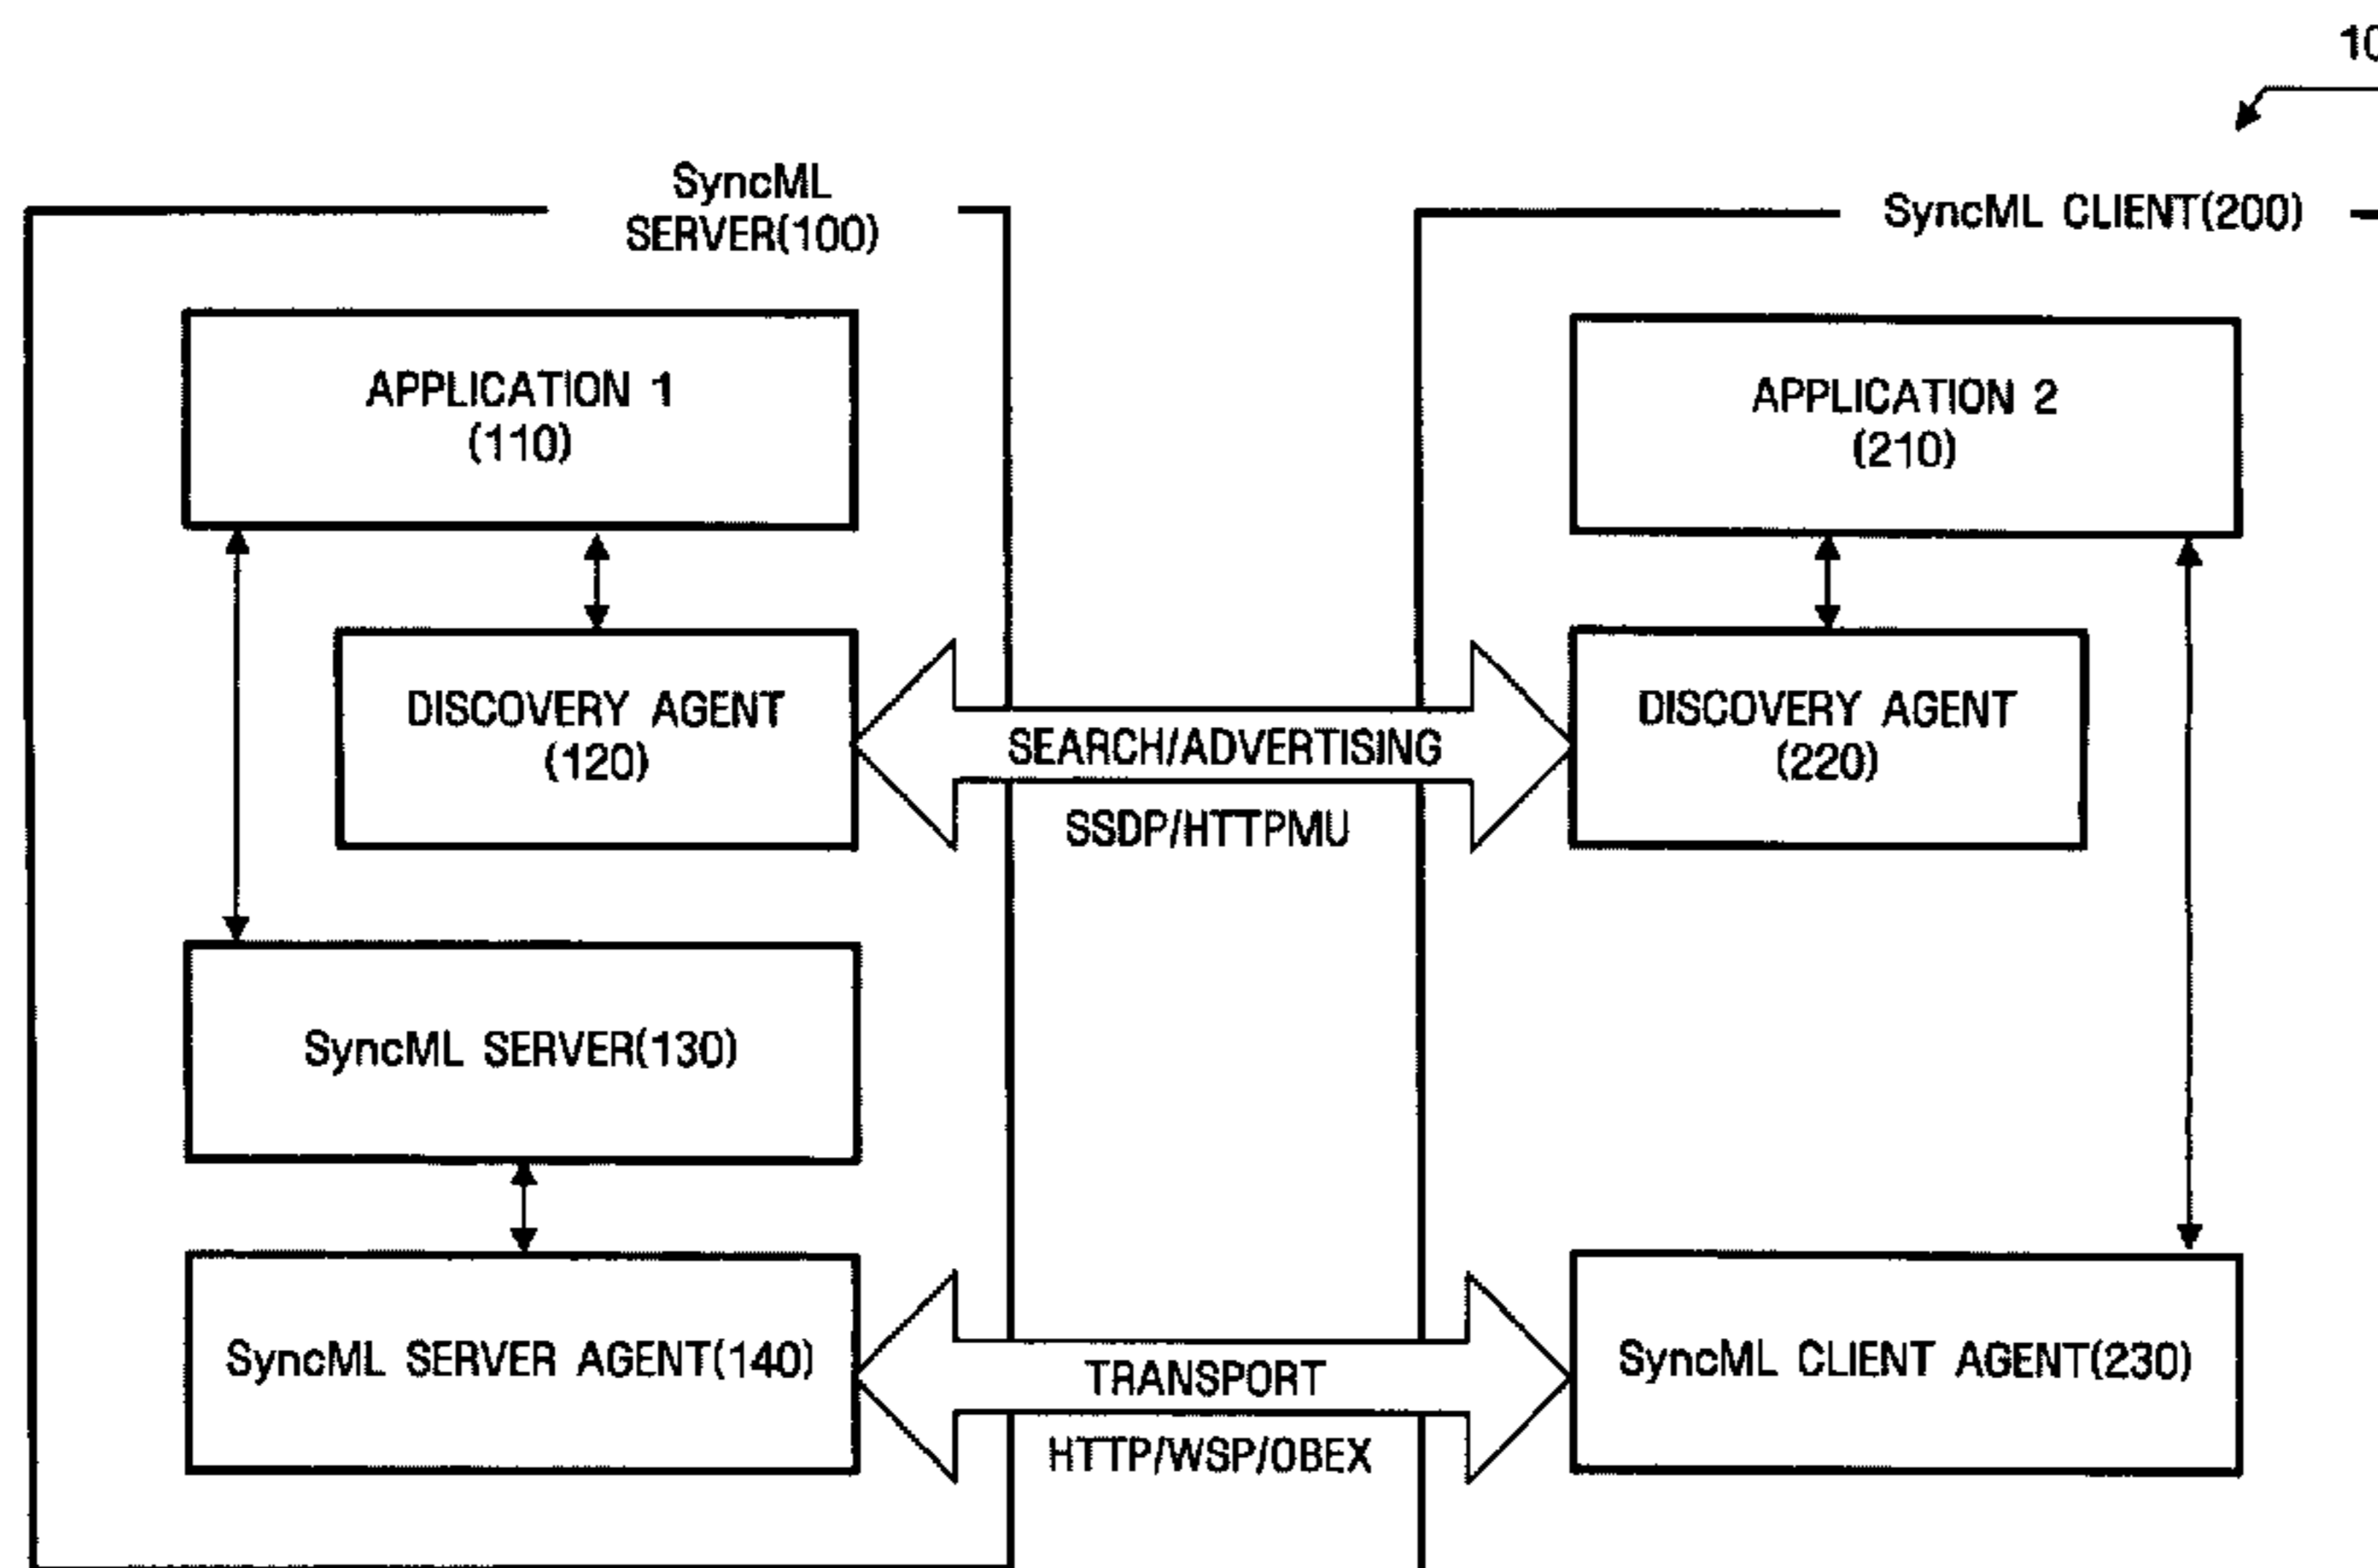 10
SyncML
SERVER(100)
SyncML CLIENT(200)
APPLICATION 1
(110)
APPLICATION 2
(210)
DISCOVERY AGENT
(120)
SEARCH/ADVERTISING
SSDP/HTTPMU
DISCOVERY AGENT
(220)
SyncML SERVER(130)
SyncML SERVER AGENT(140)
TRANSPORT
HTTP/WSP/OBEX
SyncML CLIENT AGENT(230)